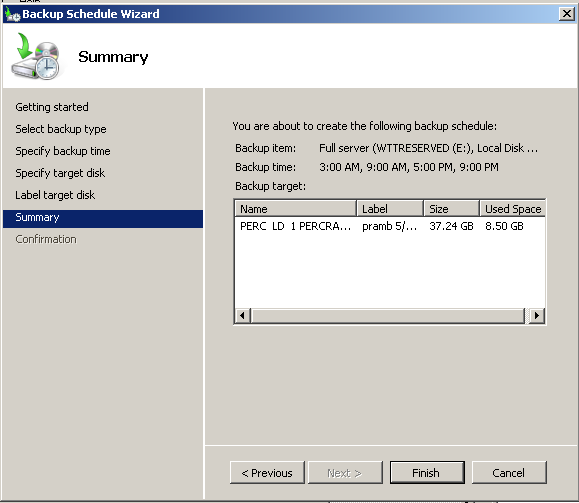 Backup Schedule Wizard
Summary
Getting started
Select backup type
Specify backup time
Specify target disk
Label target disk
Summary
Confirmation
You are about to create the following backup schedule:
Backup item: Full server (WTTRESERVED (E:), Local Disk ...
Backup time: 3:00 AM, 9:00 AM, 5:00 PM, 9:00 PM
Backup target:
Name Label Size Used Space
PERC LD 1 PERCRA... pramb 5/... 37.24 GB 8.50 GB
< Previous Next > Finish Cancel